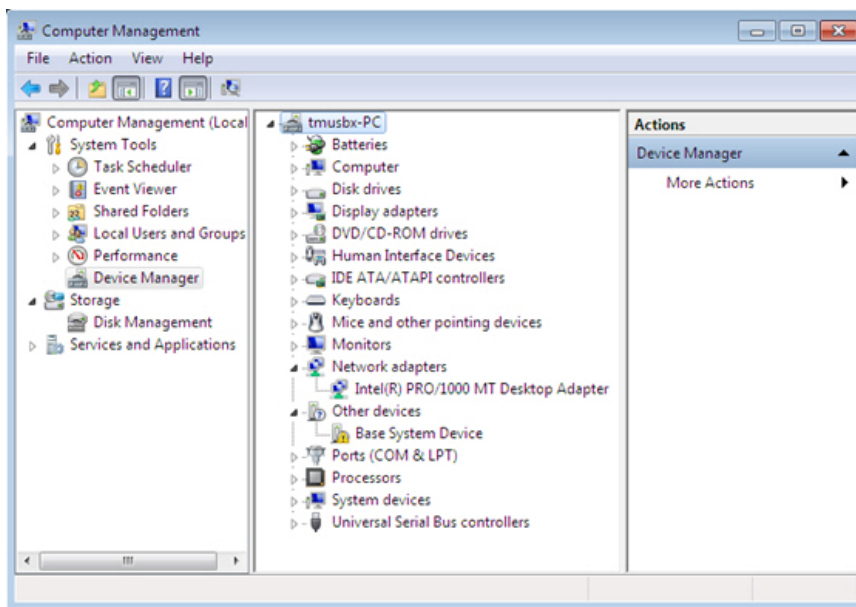 Computer Management
File Action View Help
Computer Management (Local
System Tools
Task Scheduler
Event Viewer
Shared Folders
Local Users and Groups
Performance
Device Manager
Storage
Disk Management
Services and Applications
tmusbx-PC
Batteries
Computer
Disk drives
Display adapters
DVD/CD-ROM drives
Human Interface Devices
IDE ATA/ATAPI controllers
Keyboards
Mice and other pointing devices
Monitors
Network adapters
Intel(R) PRO/1000 MT Desktop Adapter
Other devices
Base System Device
Ports (COM & LPT)
Processors
System devices
Universal Serial Bus controllers
Actions
Device Manager
More Actions